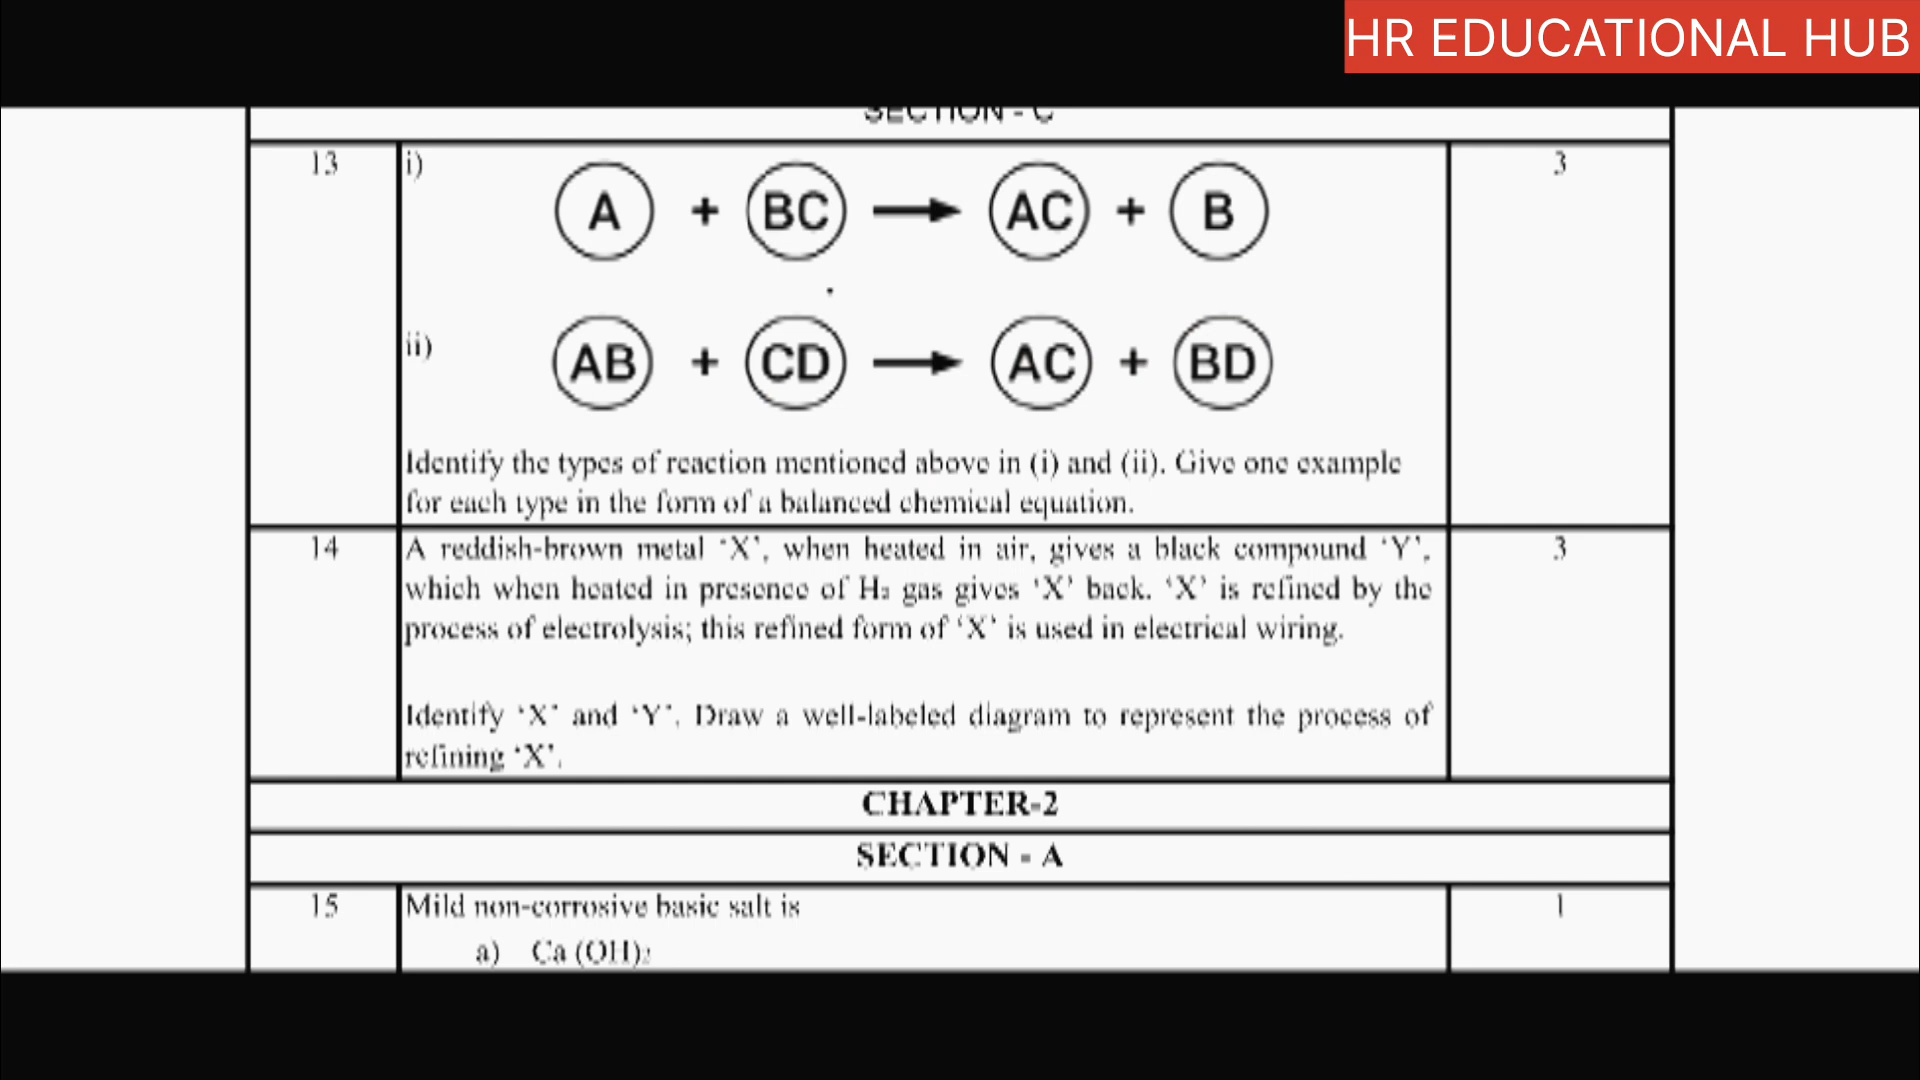 HR EDUCATIONAL HUB
SECTION - C
13 i) 3
A + BC → AC + B
ii)
AB + CD → AC + BD
Identify the types of reaction mentioned above in (i) and (ii). Give one example
for each type in the form of a balanced chemical equation.
14 A reddish-brown metal ‘X’, when heated in air, gives a black compound ‘Y’, 3
which when heated in presence of H₂ gas gives ‘X’ back. ‘X’ is refined by the
process of electrolysis; this refined form of ‘X’ is used in electrical wiring.
Identify ‘X’ and ‘Y’. Draw a well-labeled diagram to represent the process of
refining ‘X’.
CHAPTER-2
SECTION - A
15 Mild non-corrosive basic salt is 1
a) Ca (OH)₂